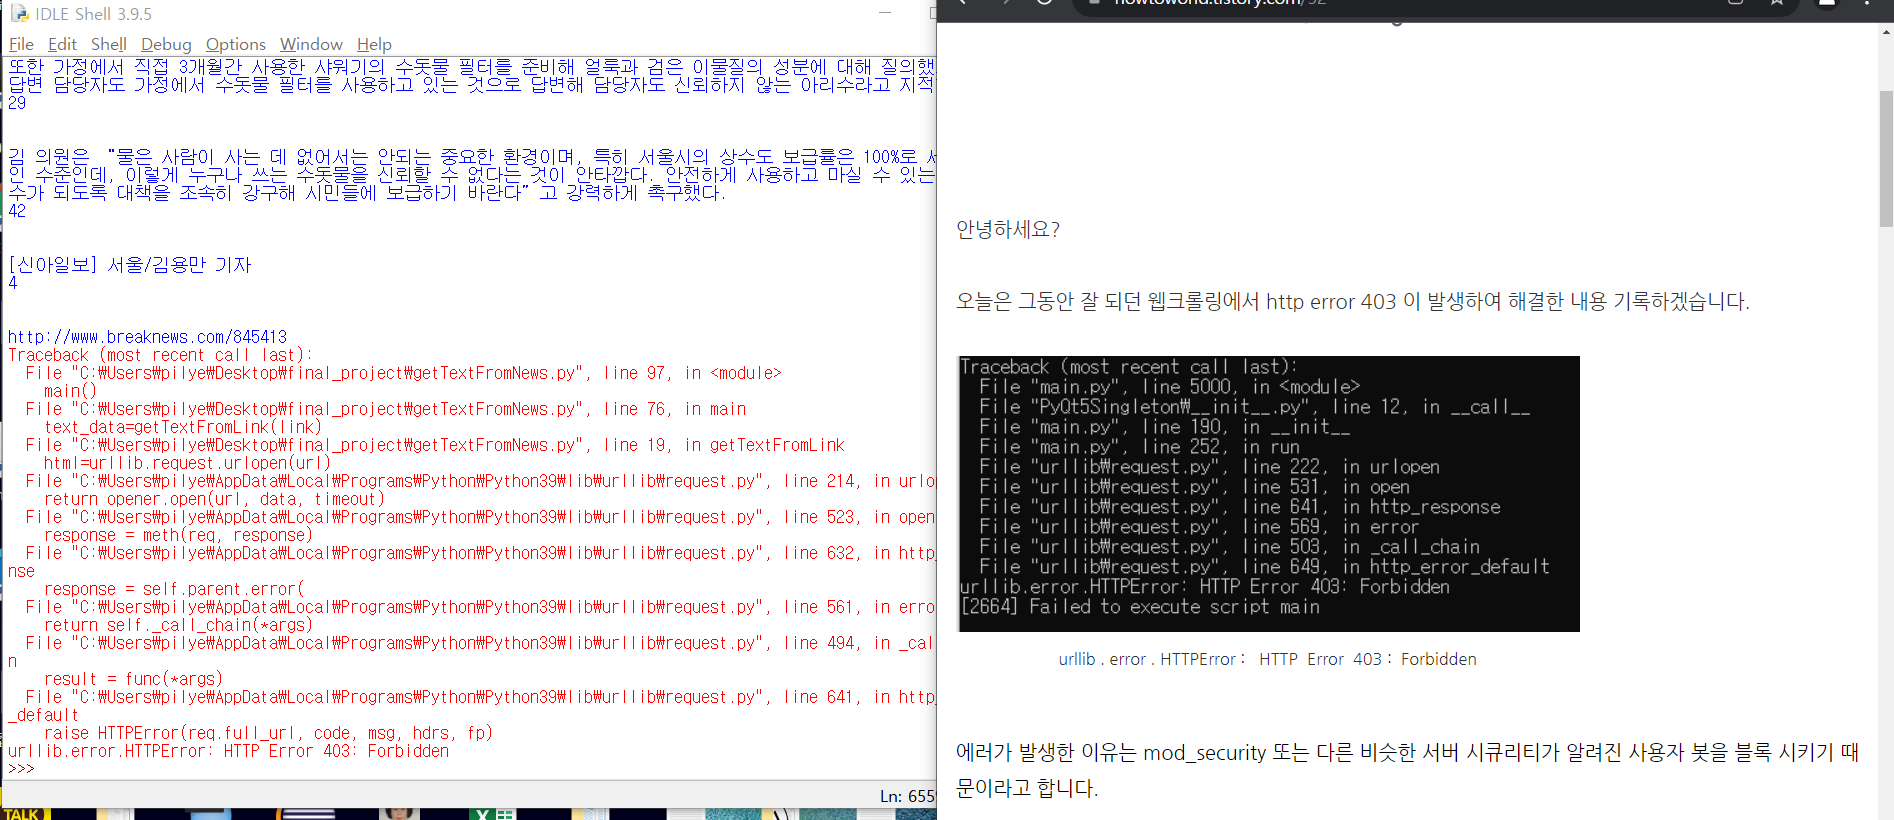 IDLE Shell 3.9.5
File Edit Shell Debug Options Window Help
또한 가정에서 직접 3개월간 사용한 샤워기의 수돗물 필터를 준비해 얼룩과 검은 이물질의 성분에 대해 질의했
답변 담당자도 가정에서 수돗물 필터를 사용하고 있는 것으로 답변해 담당자도 신뢰하지 않는 아리수라고 지적
29
김 의원은 "물은 사람이 사는 데 없어서는 안되는 중요한 환경이며, 특히 서울시의 상수도 보급률은 100%로 세
인 수준인데, 이렇게 누구나 쓰는 수돗물을 신뢰할 수 없다는 것이 안타깝다. 안전하게 사용하고 마실 수 있는
수가 되도록 대책을 조속히 강구해 시민들에 보급하기 바란다" 고 강력하게 촉구했다.
42
[신아일보] 서울/김용만 기자
4
http://www.breaknews.com/845413
Traceback (most recent call last):
File "C:\Users\pilye\Desktop\final_project\getTextFromNews.py", line 97, in <module>
main()
File "C:\Users\pilye\Desktop\final_project\getTextFromNews.py", line 76, in main
text_data=getTextFromLink(link)
File "C:\Users\pilye\Desktop\final_project\getTextFromNews.py", line 19, in getTextFromLink
html=urllib.request.urlopen(url)
File "C:\Users\pilye\AppData\Local\Programs\Python\Python39\lib\urllib\request.py", line 214, in urlop
return opener.open(url, data, timeout)
File "C:\Users\pilye\AppData\Local\Programs\Python\Python39\lib\urllib\request.py", line 523, in open
response = meth(req, response)
File "C:\Users\pilye\AppData\Local\Programs\Python\Python39\lib\urllib\request.py", line 632, in http_
nse
response = self.parent.error(
File "C:\Users\pilye\AppData\Local\Programs\Python\Python39\lib\urllib\request.py", line 561, in erro
return self._call_chain(*args)
File "C:\Users\pilye\AppData\Local\Programs\Python\Python39\lib\urllib\request.py", line 494, in _cal
n
result = func(*args)
File "C:\Users\pilye\AppData\Local\Programs\Python\Python39\lib\urllib\request.py", line 641, in http_
_default
raise HTTPError(req.full_url, code, msg, hdrs, fp)
urllib.error.HTTPError: HTTP Error 403: Forbidden
>>>
Ln: 655
TALK
howtoworld.tistory.com/52
안녕하세요?
오늘은 그동안 잘 되던 웹크롤링에서 http error 403 이 발생하여 해결한 내용 기록하겠습니다.
Traceback (most recent call last):
File "main.py", line 5000, in <module>
File "PyQt5Singleton\__init__.py", line 12, in __call__
File "main.py", line 190, in __init__
File "main.py", line 252, in run
File "urllib\request.py", line 222, in urlopen
File "urllib\request.py", line 531, in open
File "urllib\request.py", line 641, in http_response
File "urllib\request.py", line 569, in error
File "urllib\request.py", line 503, in _call_chain
File "urllib\request.py", line 649, in http_error_default
urllib.error.HTTPError: HTTP Error 403: Forbidden
[2664] Failed to execute script main
urllib . error . HTTPError : HTTP Error 403 : Forbidden
에러가 발생한 이유는 mod_security 또는 다른 비슷한 서버 시큐리티가 알려진 사용자 봇을 블록 시키기 때
문이라고 합니다.